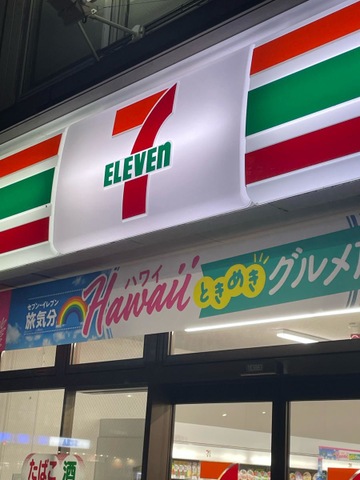 7
ELEVEn
セブン-イレブン
旅気分
ハワイ
Hawaii
ときめき
グルメ
たばこ 酒